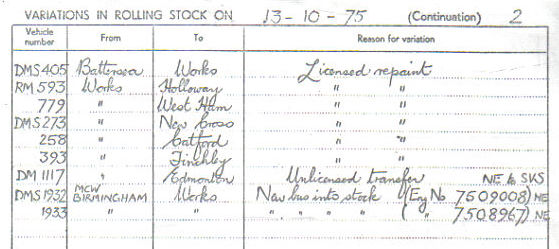 VARIATIONS IN ROLLING STOCK ON 13-10-75 (Continuation) 2
Vehicle number From To Reason for variation
DMS 405 Battersea Works Licensed repaint
RM 593 Works Holloway " "
779 " West Ham " "
DMS 273 " New Cross " "
258 " Catford " "
393 " Finchley " "
DM 1117 " Edmonton Unlicensed transfer NE to SKS
DMS 1932 MCW BIRMINGHAM Works New bus into stock (Eng No 7509008) NE
1933 " " " " " " ( " 7508967) NE